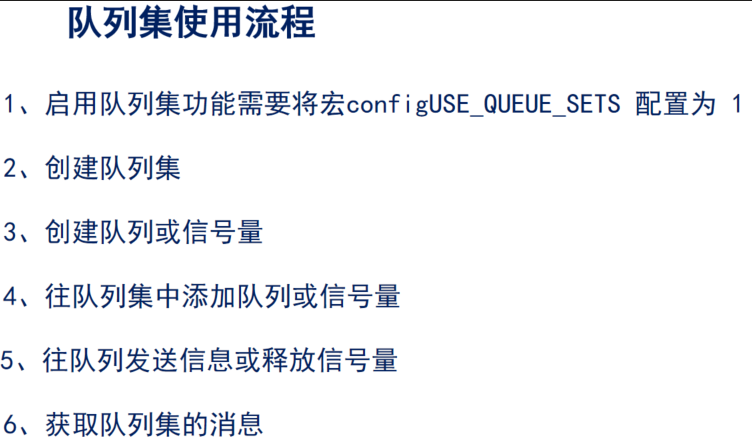 队列集使用流程
1、启用队列集功能需要将宏configUSE_QUEUE_SETS 配置为 1
2、创建队列集
3、创建队列或信号量
4、往队列集中添加队列或信号量
5、往队列发送信息或释放信号量
6、获取队列集的消息